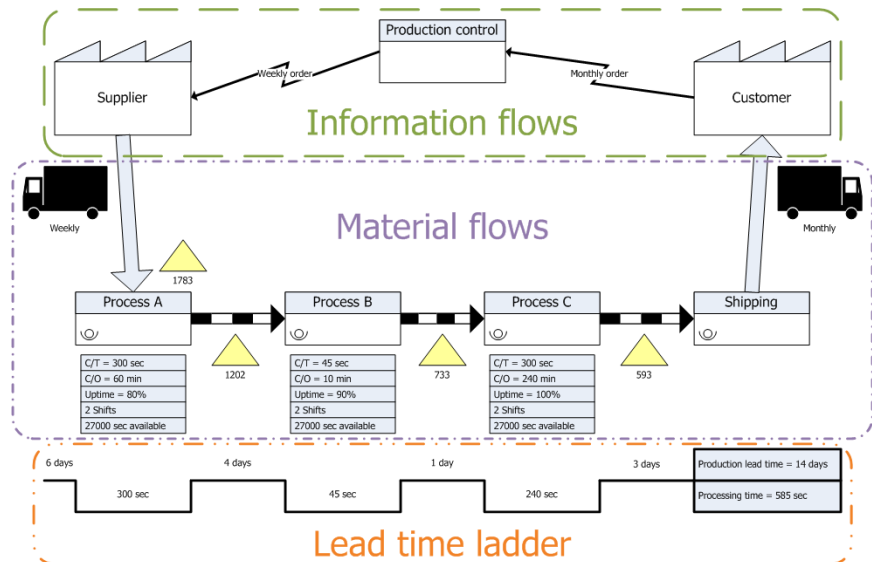 Production control
Weekly order
Monthly order
Supplier
Customer
Information flows
Weekly
Material flows
Monthly
1783
Process A
Process B
Process C
Shipping
1202
733
593
C/T = 300 sec
C/O = 60 min
Uptime = 80%
2 Shifts
27000 sec available
C/T = 45 sec
C/O = 10 min
Uptime = 90%
2 Shifts
27000 sec available
C/T = 300 sec
C/O = 240 min
Uptime = 100%
2 Shifts
27000 sec available
6 days
4 days
1 day
3 days
Production lead time = 14 days
300 sec
45 sec
240 sec
Processing time = 585 sec
Lead time ladder